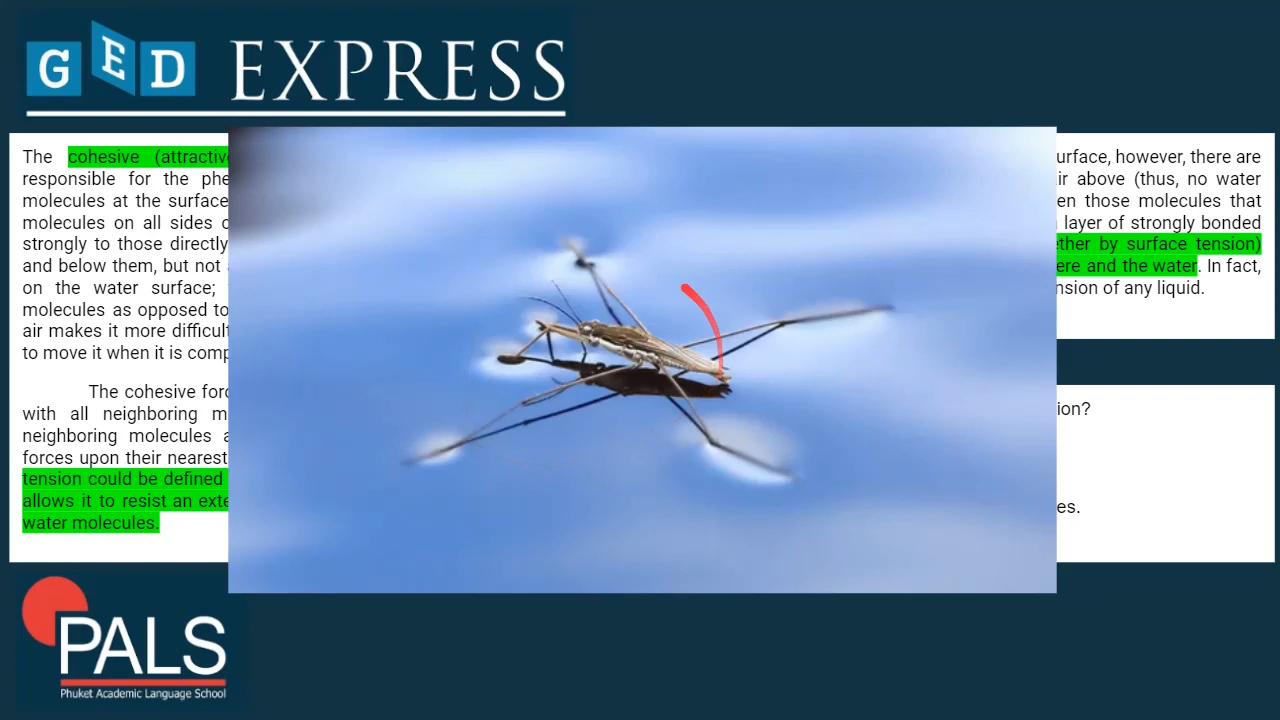 GED EXPRESS
The cohesive (attractive
responsible for the phe
molecules at the surface
molecules on all sides o
strongly to those directly
and below them, but not
on the water surface;
molecules as opposed to
air makes it more difficult
to move it when it is comp
The cohesive forc
with all neighboring m
neighboring molecules a
forces upon their nearest
tension could be defined
allows it to resist an exte
water molecules.
urface, however, there are
ir above (thus, no water
en those molecules that
layer of strongly bonded
ether by surface tension)
ere and the water. In fact,
nsion of any liquid.
ion?
es.
PALS
Phuket Academic Language School